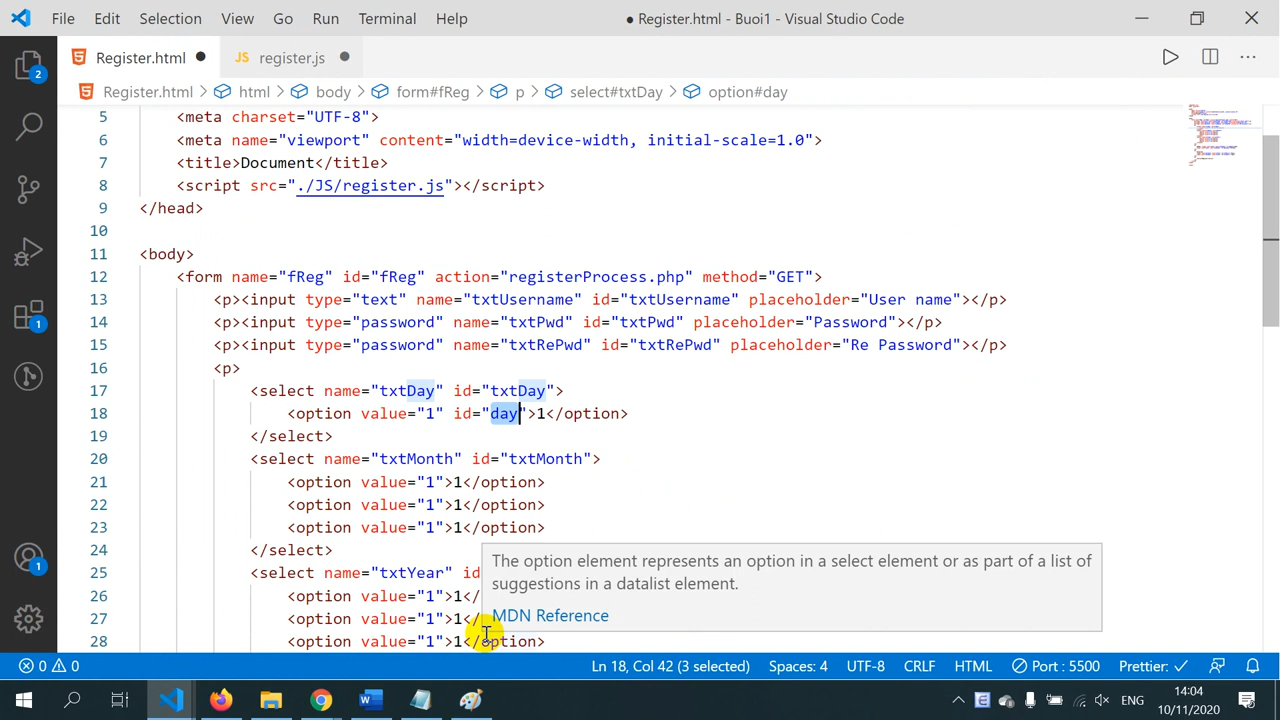 File Edit Selection View Go Run Terminal Help ● Register.html - Buoi1 - Visual Studio Code
Register.html ● JS register.js ●
Register.html > html > body > form#fReg > p > select#txtDay > option#day
5 <meta charset="UTF-8">
6 <meta name="viewport" content="width=device-width, initial-scale=1.0">
7 <title>Document</title>
8 <script src="./JS/register.js"></script>
9 </head>
10
11 <body>
12 <form name="fReg" id="fReg" action="registerProcess.php" method="GET">
13 <p><input type="text" name="txtUsername" id="txtUsername" placeholder="User name"></p>
14 <p><input type="password" name="txtPwd" id="txtPwd" placeholder="Password"></p>
15 <p><input type="password" name="txtRePwd" id="txtRePwd" placeholder="Re Password"></p>
16 <p>
17 <select name="txtDay" id="txtDay">
18 <option value="1" id="day">1</option>
19 </select>
20 <select name="txtMonth" id="txtMonth">
21 <option value="1">1</option>
22 <option value="1">1</option>
23 <option value="1">1</option>
24 </select>
25 <select name="txtYear" id
26 <option value="1">1</
27 <option value="1">1</
28 <option value="1">1</option>
The option element represents an option in a select element or as part of a list of
suggestions in a datalist element.
MDN Reference
2
1
1
0 0 Ln 18, Col 42 (3 selected) Spaces: 4 UTF-8 CRLF HTML Port : 5500 Prettier: ✓
ENG 14:04
10/11/2020